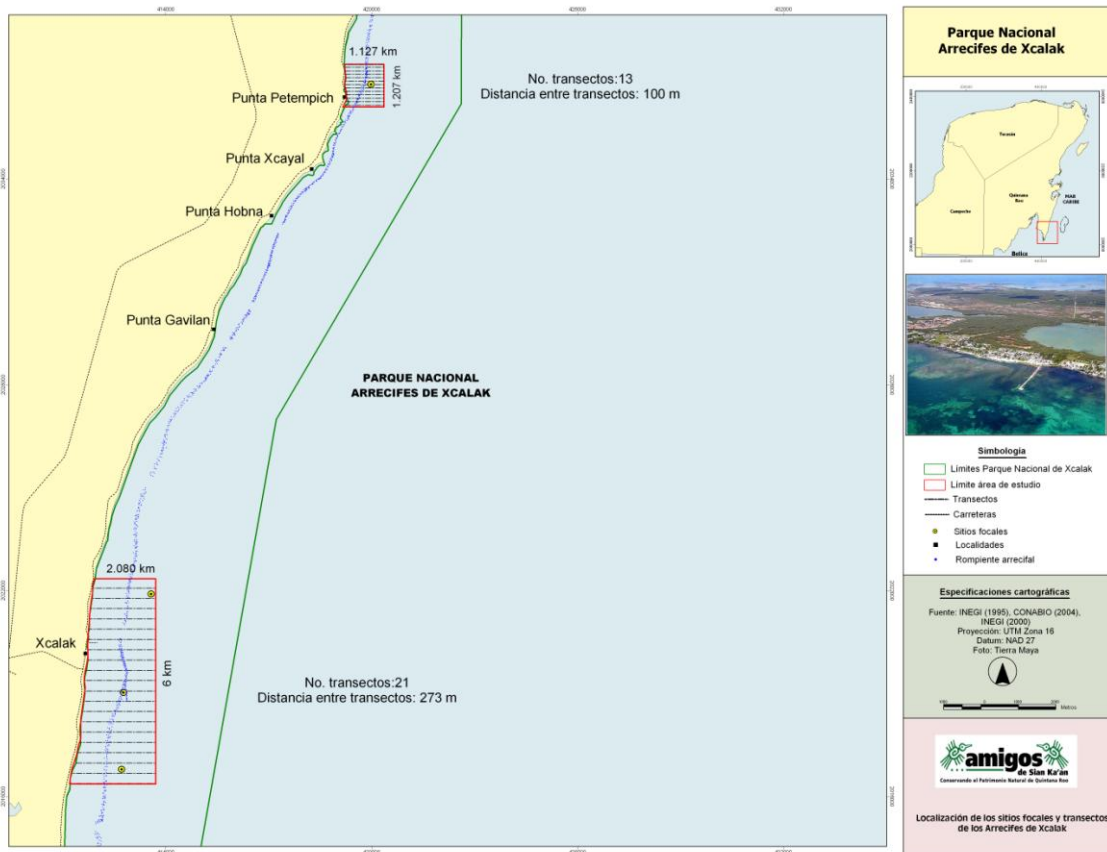 1.127 km
1.207 km
No. transectos:13
Distancia entre transectos: 100 m
Punta Petempich
Punta Xcayal
Punta Hobna
Punta Gavilan
PARQUE NACIONAL
ARRECIFES DE XCALAK
2.080 km
Xcalak
6 km
No. transectos:21
Distancia entre transectos: 273 m
Parque Nacional
Arrecifes de Xcalak
Yucatán
Quintana
Roo
MAR
CARIBE
Campeche
Belice
Simbología
Límites Parque Nacional de Xcalak
Límite área de estudio
Transectos
Carreteras
Sitios focales
Localidades
Rompiente arrecifal
Especificaciones cartográficas
Fuente: INEGI (1995), CONABIO (2004),
INEGI (2000)
Proyección: UTM Zona 16
Datum: NAD 27
Foto: Tierra Maya
Metros
amigos
de Sian Ka'an
Conservando el Patrimonio Natural de Quintana Roo
Localización de los sitios focales y transectos
de los Arrecifes de Xcalak